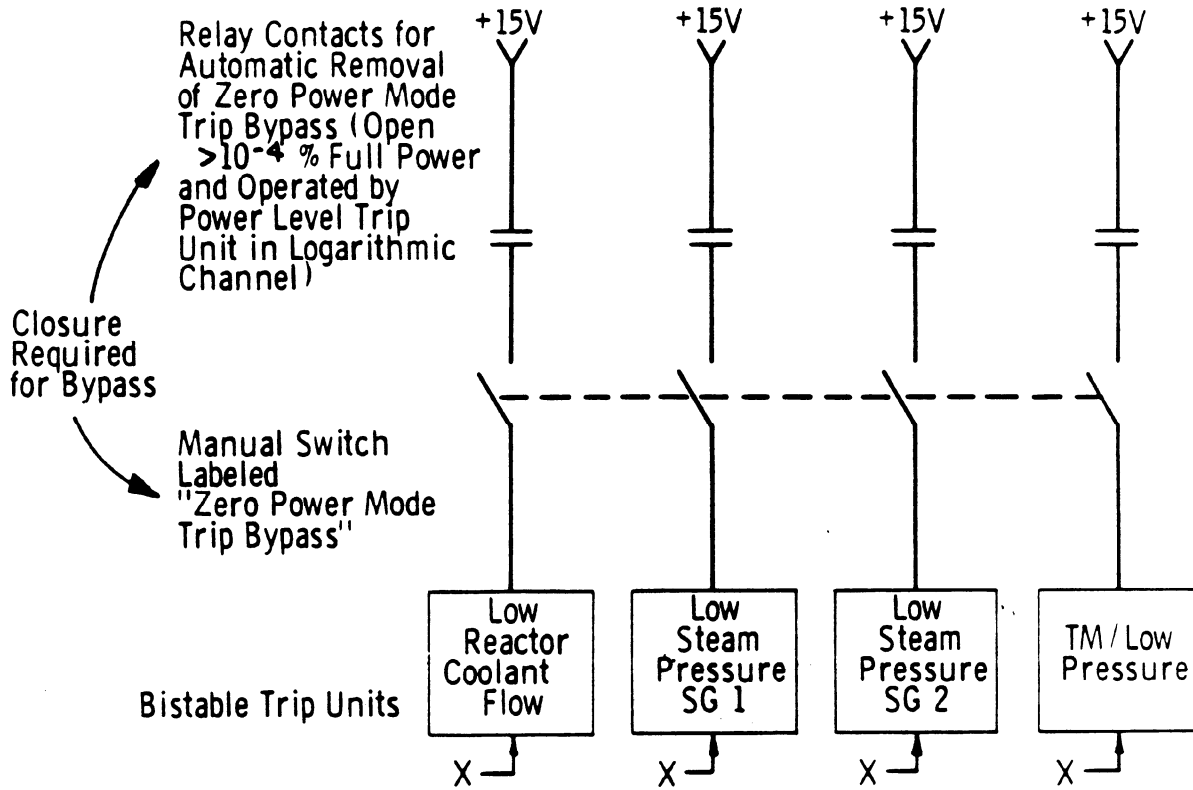 +15V
+15V
+15V
+15V
Relay Contacts for
Automatic Removal
of Zero Power Mode
Trip Bypass (Open
>10-4 % Full Power
and Operated by
Power Level Trip
Unit in Logarithmic
Channel)
Closure
Required
for Bypass
Manual Switch
Labeled
"Zero Power Mode
Trip Bypass"
Bistable Trip Units
Low
Reactor
Coolant
Flow
Low
Steam
Pressure
SG 1
Low
Steam
Pressure
SG 2
TM / Low
Pressure
X
X
X
X